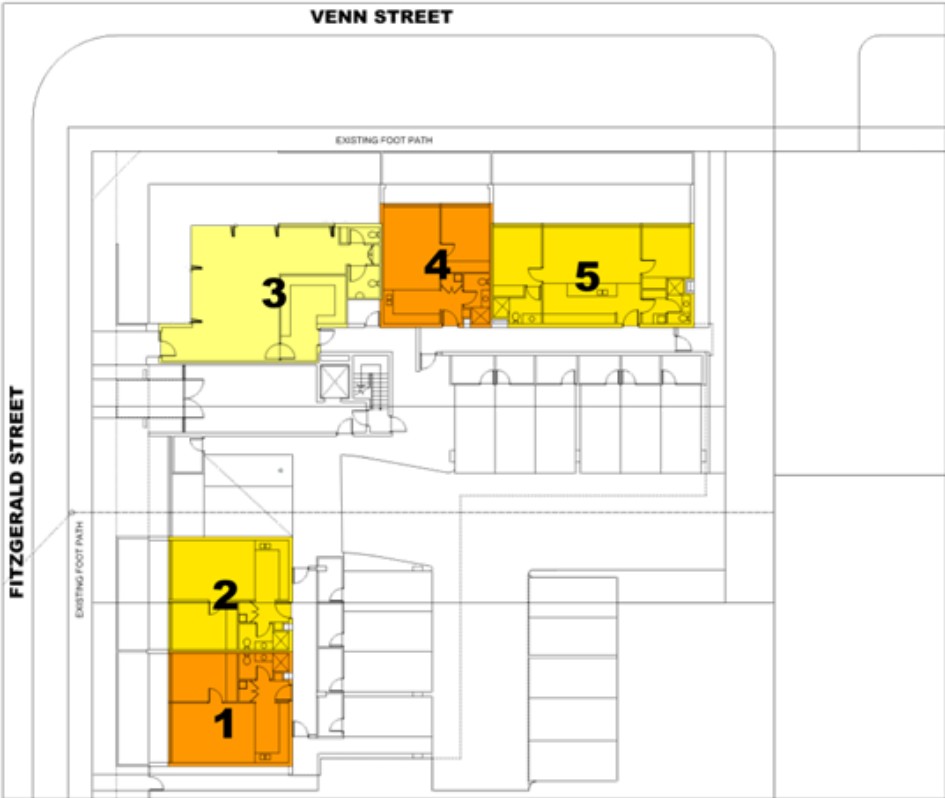 VENN STREET
EXISTING FOOT PATH
4
5
3
FITZGERALD STREET
EXISTING FOOT PATH
2
1